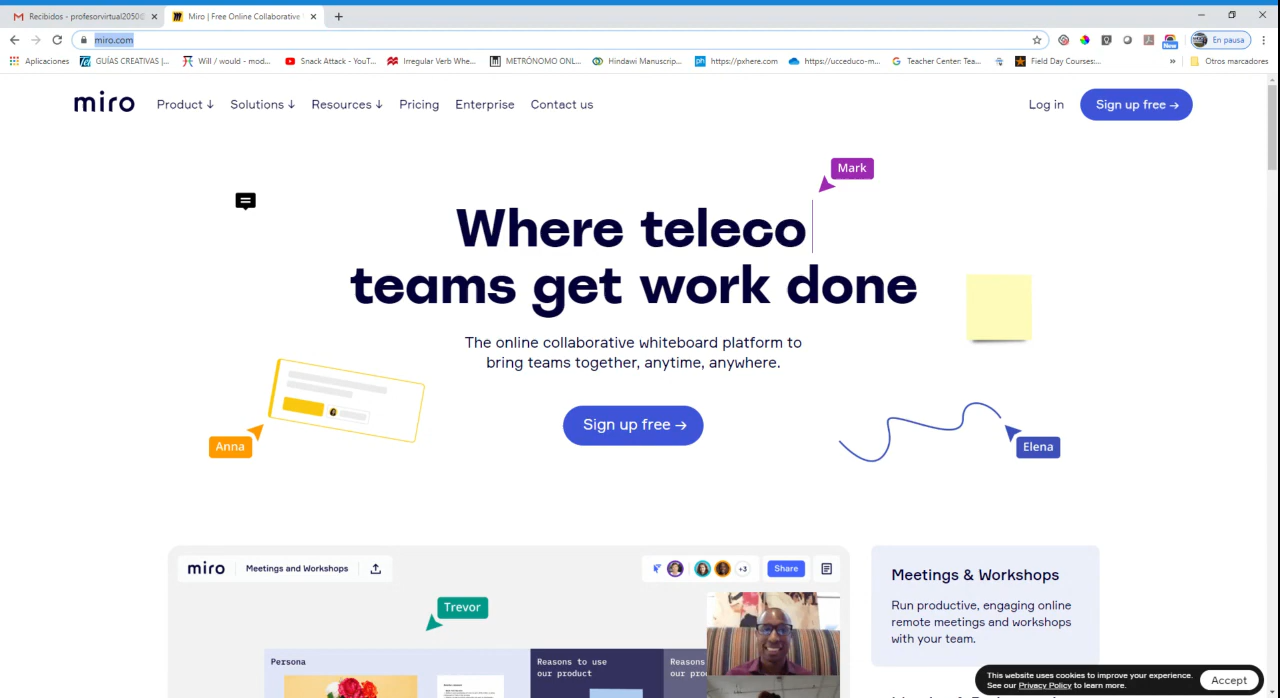 Recibidos - profesorvirtual2050@
Miro | Free Online Collaborative
miro.com
En pausa
Aplicaciones
GUÍAS CREATIVAS |...
Will / would - mod...
Snack Attack - YouT...
Irregular Verb Whe...
METRÓNOMO ONL...
Hindawi Manuscrip...
https://pxhere.com
https://ucceduco-m...
Teacher Center: Tea...
Field Day Courses:...
»
Otros marcadores
miro
Product ↓
Solutions ↓
Resources ↓
Pricing
Enterprise
Contact us
Log in
Sign up free →
Mark
Where teleco
teams get work done
The online collaborative whiteboard platform to
bring teams together, anytime, anywhere.
Sign up free →
Anna
Elena
miro
Meetings and Workshops
+3
Share
Trevor
Persona
Reasons to use
our product
Reasons
our pro
Meetings & Workshops
Run productive, engaging online
remote meetings and workshops
with your team.
This website uses cookies to improve your experience.
See our Privacy Policy to learn more.
Accept